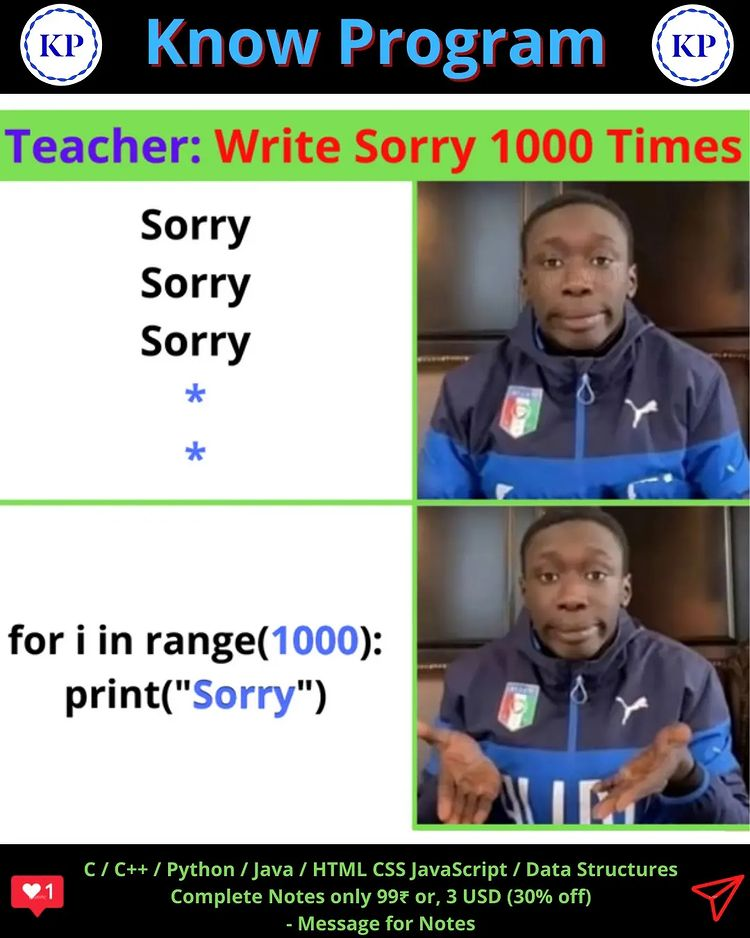 KP Know Program KP
Teacher: Write Sorry 1000 Times
Sorry
Sorry
Sorry
*
*
for i in range(1000):
print("Sorry")
C / C++ / Python / Java / HTML CSS JavaScript / Data Structures
1
Complete Notes only 99₹ or, 3 USD (30% off)
- Message for Notes